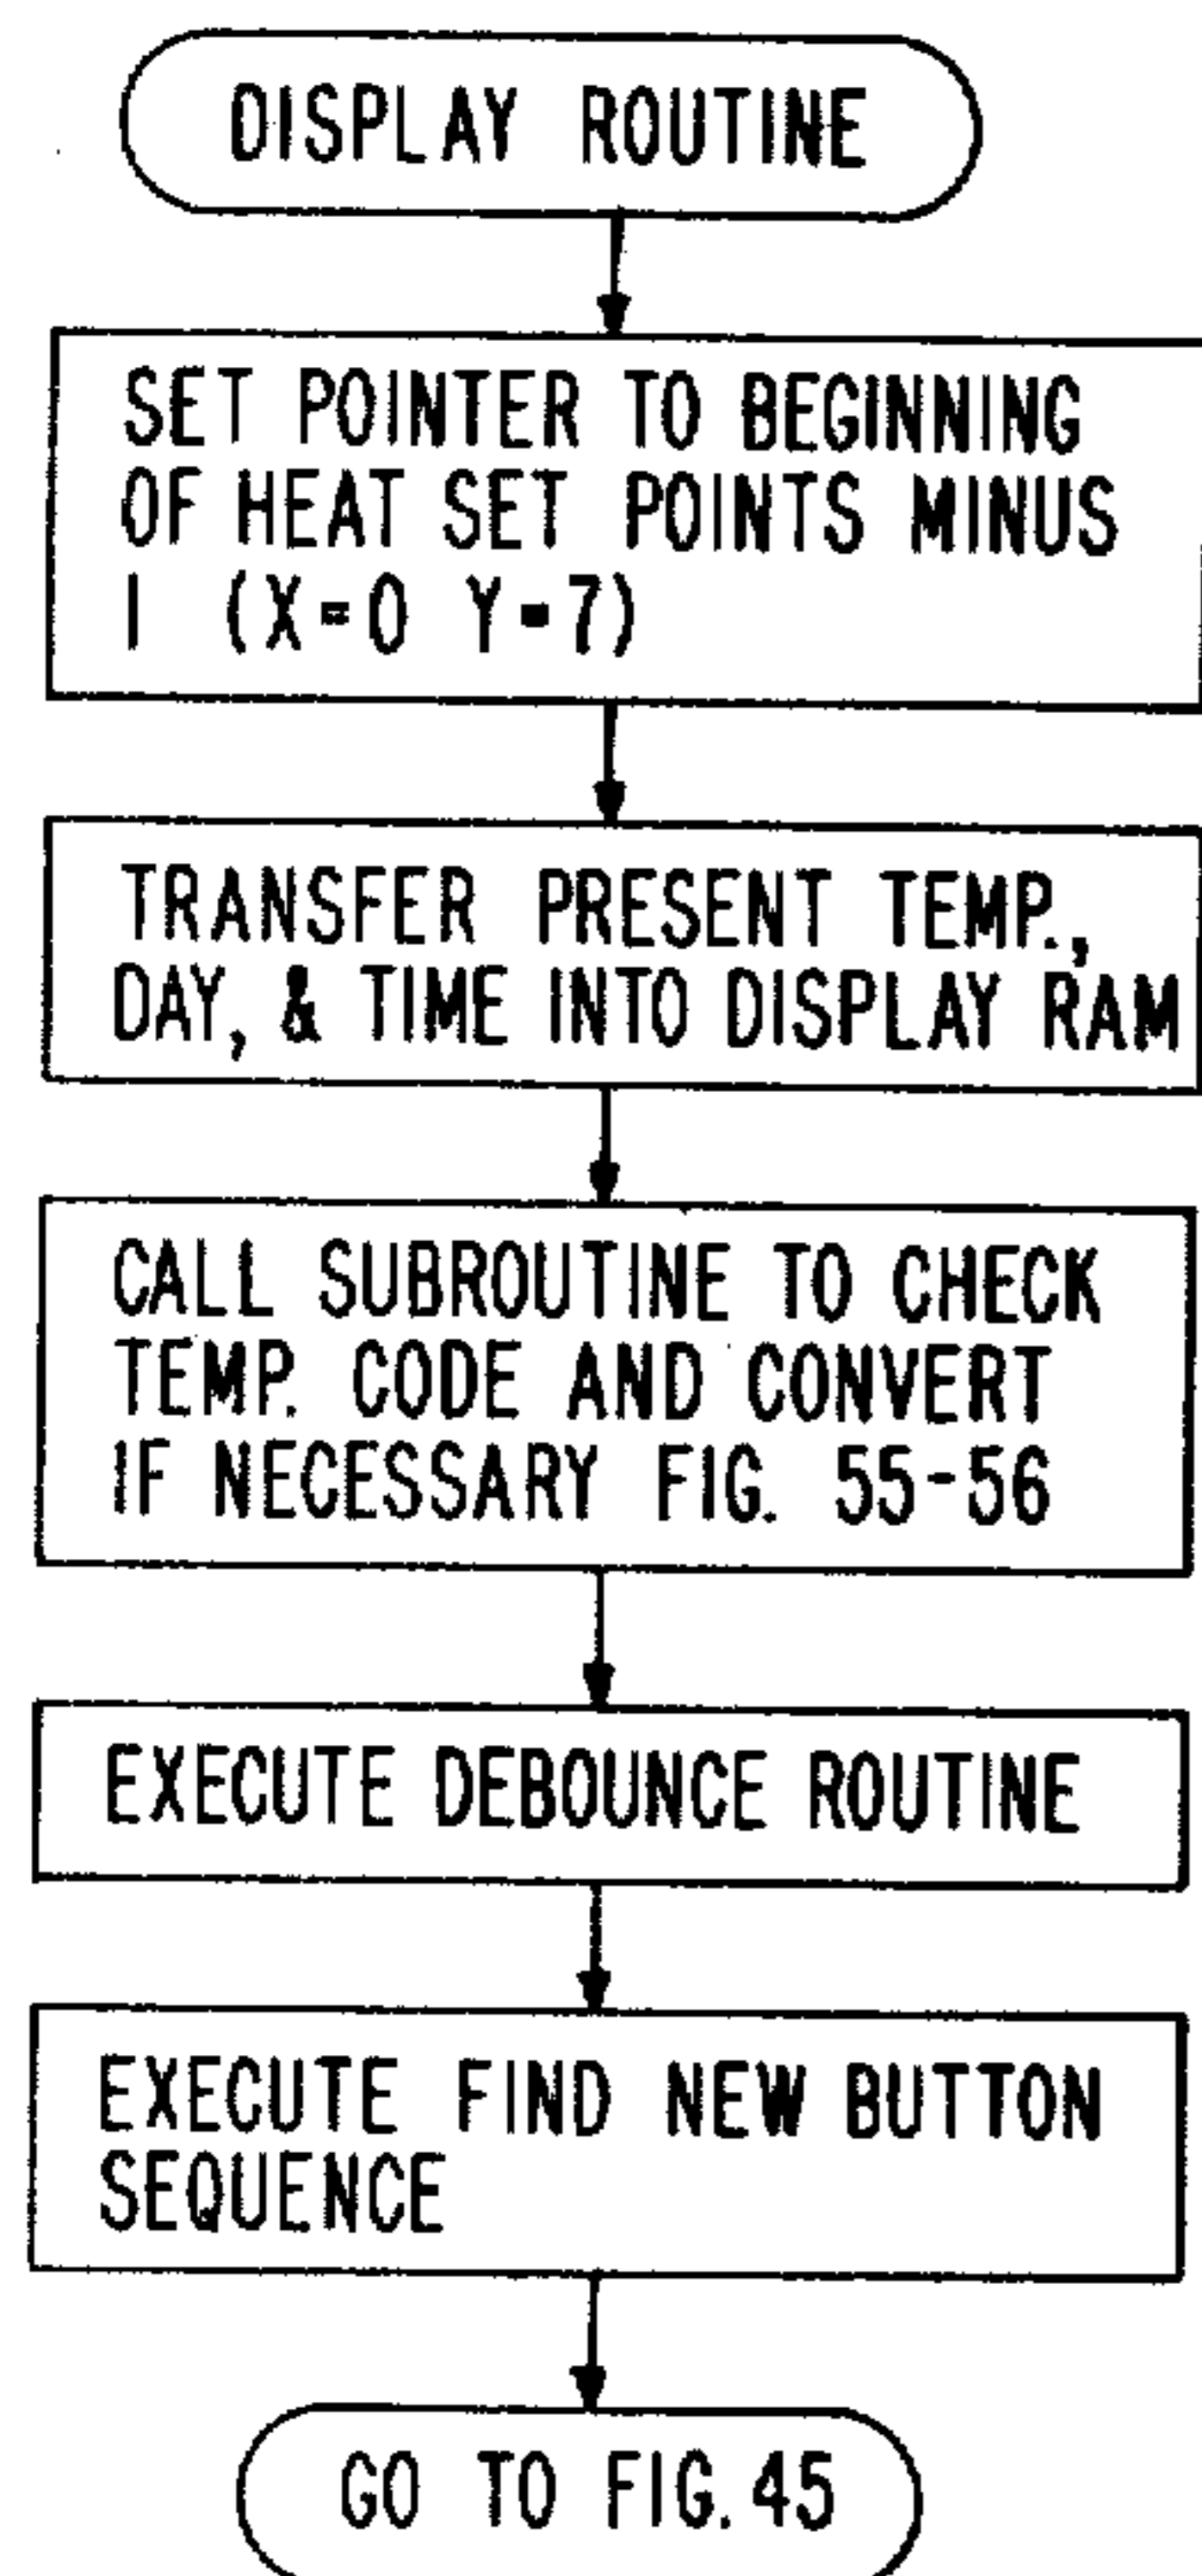 DISPLAY ROUTINE
SET POINTER TO BEGINNING
OF HEAT SET POINTS MINUS
1 (X=0 Y=7)
TRANSFER PRESENT TEMP.,
DAY, & TIME INTO DISPLAY RAM
CALL SUBROUTINE TO CHECK
TEMP. CODE AND CONVERT
IF NECESSARY FIG. 55-56
EXECUTE DEBOUNCE ROUTINE
EXECUTE FIND NEW BUTTON
SEQUENCE
GO TO FIG. 45